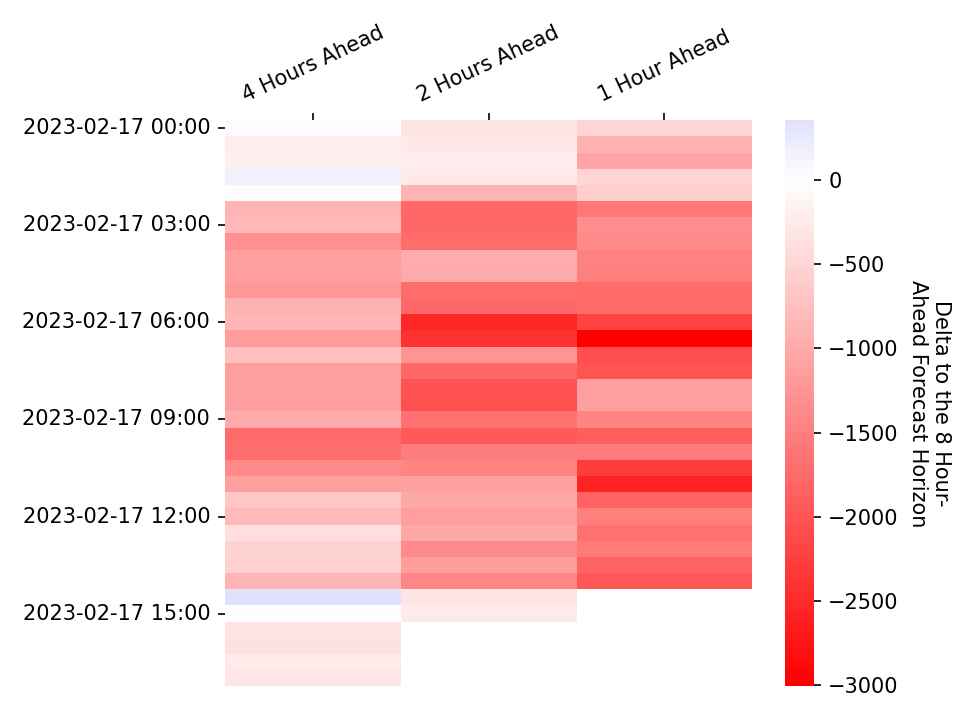 4 Hours Ahead
2 Hours Ahead
1 Hour Ahead
2023-02-17 00:00
2023-02-17 03:00
2023-02-17 06:00
2023-02-17 09:00
2023-02-17 12:00
2023-02-17 15:00
0
−500
−1000
−1500
−2000
−2500
−3000
Delta to the 8 Hour-
Ahead Forecast Horizon